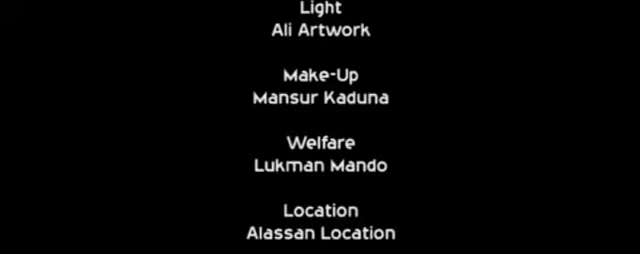 Light
Ali Artwork
Make-Up
Mansur Kaduna
Welfare
Lukman Mando
Location
Alassan Location